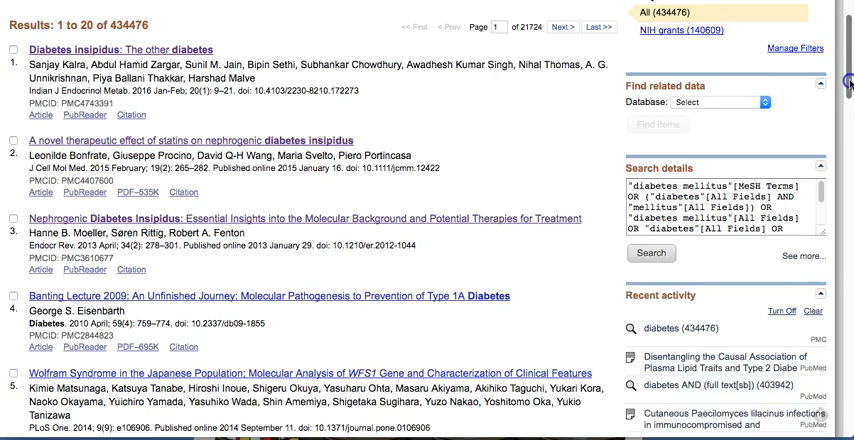 All (434476)
NIH grants (140609)
Manage Filters
Results: 1 to 20 of 434476
<< First < Prev Page 1 of 21724 Next > Last >>
Diabetes insipidus: The other diabetes
1.
Sanjay Kalra, Abdul Hamid Zargar, Sunil M. Jain, Bipin Sethi, Subhankar Chowdhury, Awadhesh Kumar Singh, Nihal Thomas, A. G.
Unnikrishnan, Piya Ballani Thakkar, Harshad Malve
Indian J Endocrinol Metab. 2016 Jan-Feb; 20(1): 9–21. doi: 10.4103/2230-8210.172273
PMCID: PMC4743391
Article PubReader Citation
A novel therapeutic effect of statins on nephrogenic diabetes insipidus
2.
Leonilde Bonfrate, Giuseppe Procino, David Q-H Wang, Maria Svelto, Piero Portincasa
J Cell Mol Med. 2015 February; 19(2): 265–282. Published online 2015 January 16. doi: 10.1111/jcmm.12422
PMCID: PMC4407600
Article PubReader PDF–535K Citation
Nephrogenic Diabetes Insipidus: Essential Insights into the Molecular Background and Potential Therapies for Treatment
3.
Hanne B. Moeller, Søren Rittig, Robert A. Fenton
Endocr Rev. 2013 April; 34(2): 278–301. Published online 2013 January 29. doi: 10.1210/er.2012-1044
PMCID: PMC3610677
Article PubReader Citation
Banting Lecture 2009: An Unfinished Journey: Molecular Pathogenesis to Prevention of Type 1A Diabetes
4.
George S. Eisenbarth
Diabetes. 2010 April; 59(4): 759–774. doi: 10.2337/db09-1855
PMCID: PMC2844823
Article PubReader PDF–695K Citation
Wolfram Syndrome in the Japanese Population; Molecular Analysis of WFS1 Gene and Characterization of Clinical Features
5.
Kimie Matsunaga, Katsuya Tanabe, Hiroshi Inoue, Shigeru Okuya, Yasuharu Ohta, Masaru Akiyama, Akihiko Taguchi, Yukari Kora,
Naoko Okayama, Yuichiro Yamada, Yasuhiko Wada, Shin Amemiya, Shigetaka Sugihara, Yuzo Nakao, Yoshitomo Oka, Yukio
Tanizawa
PLoS One. 2014; 9(9): e106906. Published online 2014 September 11. doi: 10.1371/journal.pone.0106906
Find related data
Database: Select
Find items
Search details
"diabetes mellitus"[MeSH Terms]
OR ("diabetes"[All Fields] AND
"mellitus"[All Fields]) OR
"diabetes mellitus"[All Fields]
OR "diabetes"[All Fields] OR
Search
See more...
Recent activity
Turn Off Clear
diabetes (434476)
PMC
Disentangling the Causal Association of
Plasma Lipid Traits and Type 2 Diabe PubMed
diabetes AND (full text[sb]) (403942)
PubMed
Cutaneous Paecilomyces lilacinus infections
in immunocompromised and PubMed